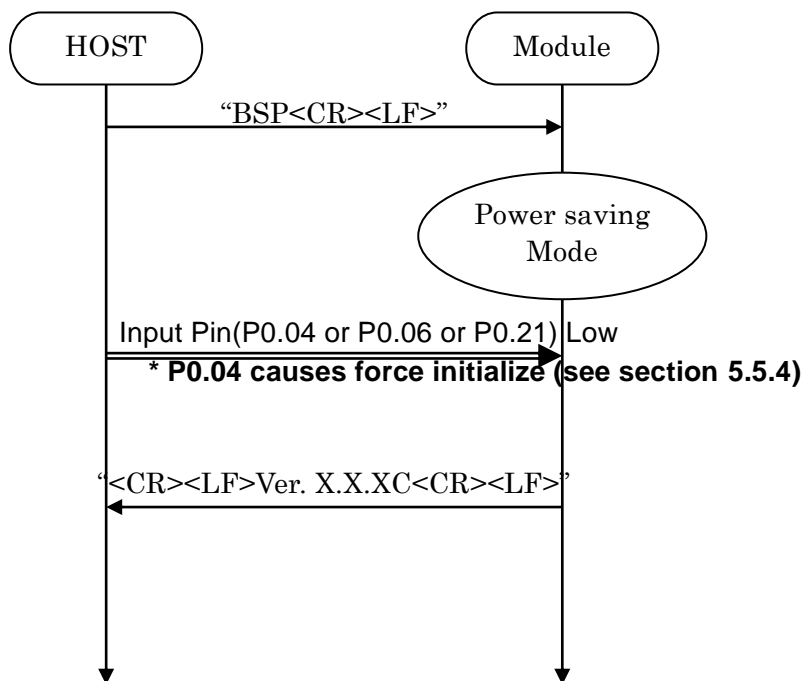 HOST
Module
“BSP<CR><LF>”
Power saving
Mode
Input Pin(P0.04 or P0.06 or P0.21) Low
* P0.04 causes force initialize (see section 5.5.4)
“<CR><LF>Ver. X.X.XC<CR><LF>”